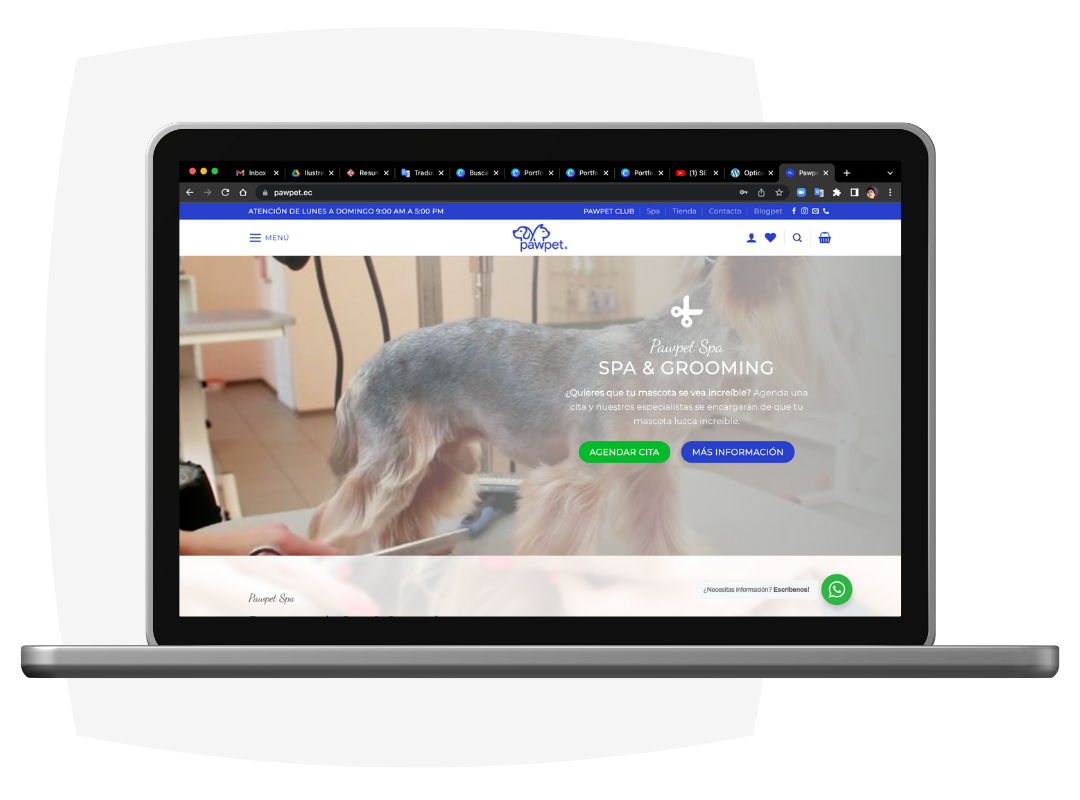 Inbox
Ilustra
Resun
Tradu
Busca
Portfo
Portfo
Portfo
(1) SE
Optica
Pawpe
pawpet.ec
ATENCIÓN DE LUNES A DOMINGO 9:00 AM A 5:00 PM
PAWPET CLUB | Spa | Tienda | Contacto | Blogpet
MENÚ
pawpet.
Pawpet Spa
SPA & GROOMING
¿Quieres que tu mascota se vea increíble? Agenda una
cita y nuestros especialistas se encargarán de que tu
mascota luzca increíble.
AGENDAR CITA
MÁS INFORMACIÓN
¿Necesitas información? Escríbenos!
Pawpet Spa